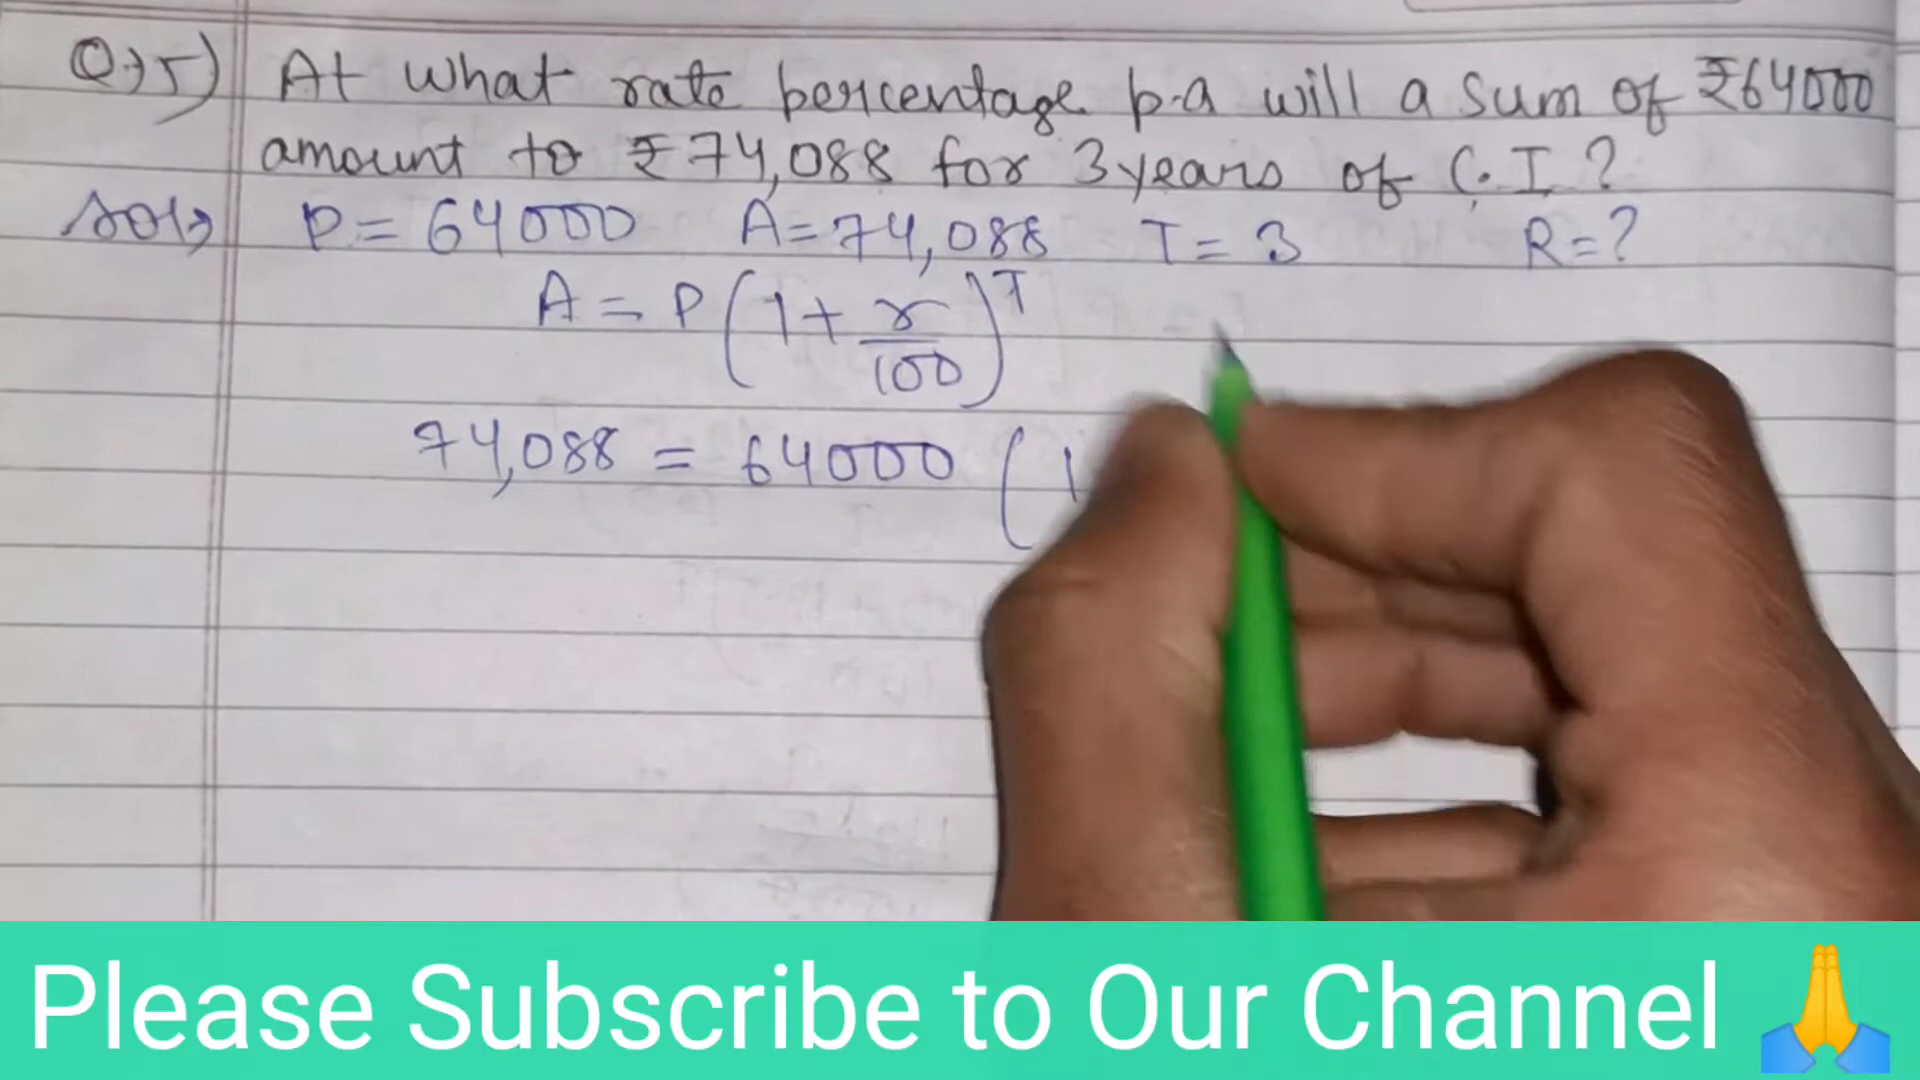 Q→5) At what rate percentage p.a will a sum of ₹64000
amount to ₹74,088 for 3 years of C.I?
Sol→ P=64000 A=74,088 T=3 R=?
A=P(1+r/100)^T
74,088 = 64000 (1
Please Subscribe to Our Channel 🙏